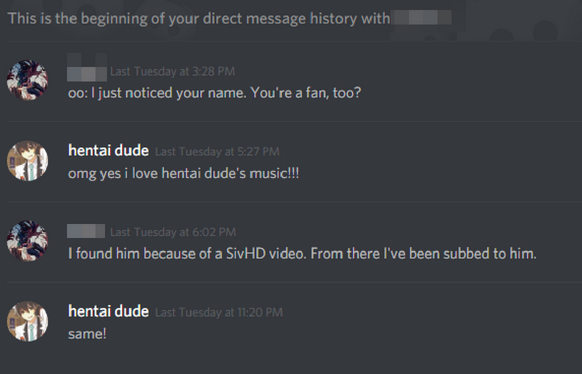 This is the beginning of your direct message history with
Last Tuesday at 3:28 PM
oo: I just noticed your name. You're a fan, too?
hentai dude Last Tuesday at 5:27 PM
omg yes i love hentai dude's music!!!
Last Tuesday at 6:02 PM
I found him because of a SivHD video. From there I've been subbed to him.
hentai dude Last Tuesday at 11:20 PM
same!